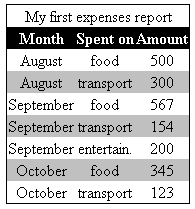 My first expenses report
Month Spent on Amount
August food 500
August transport 300
September food 567
September transport 154
September entertain. 200
October food 345
October transport 123